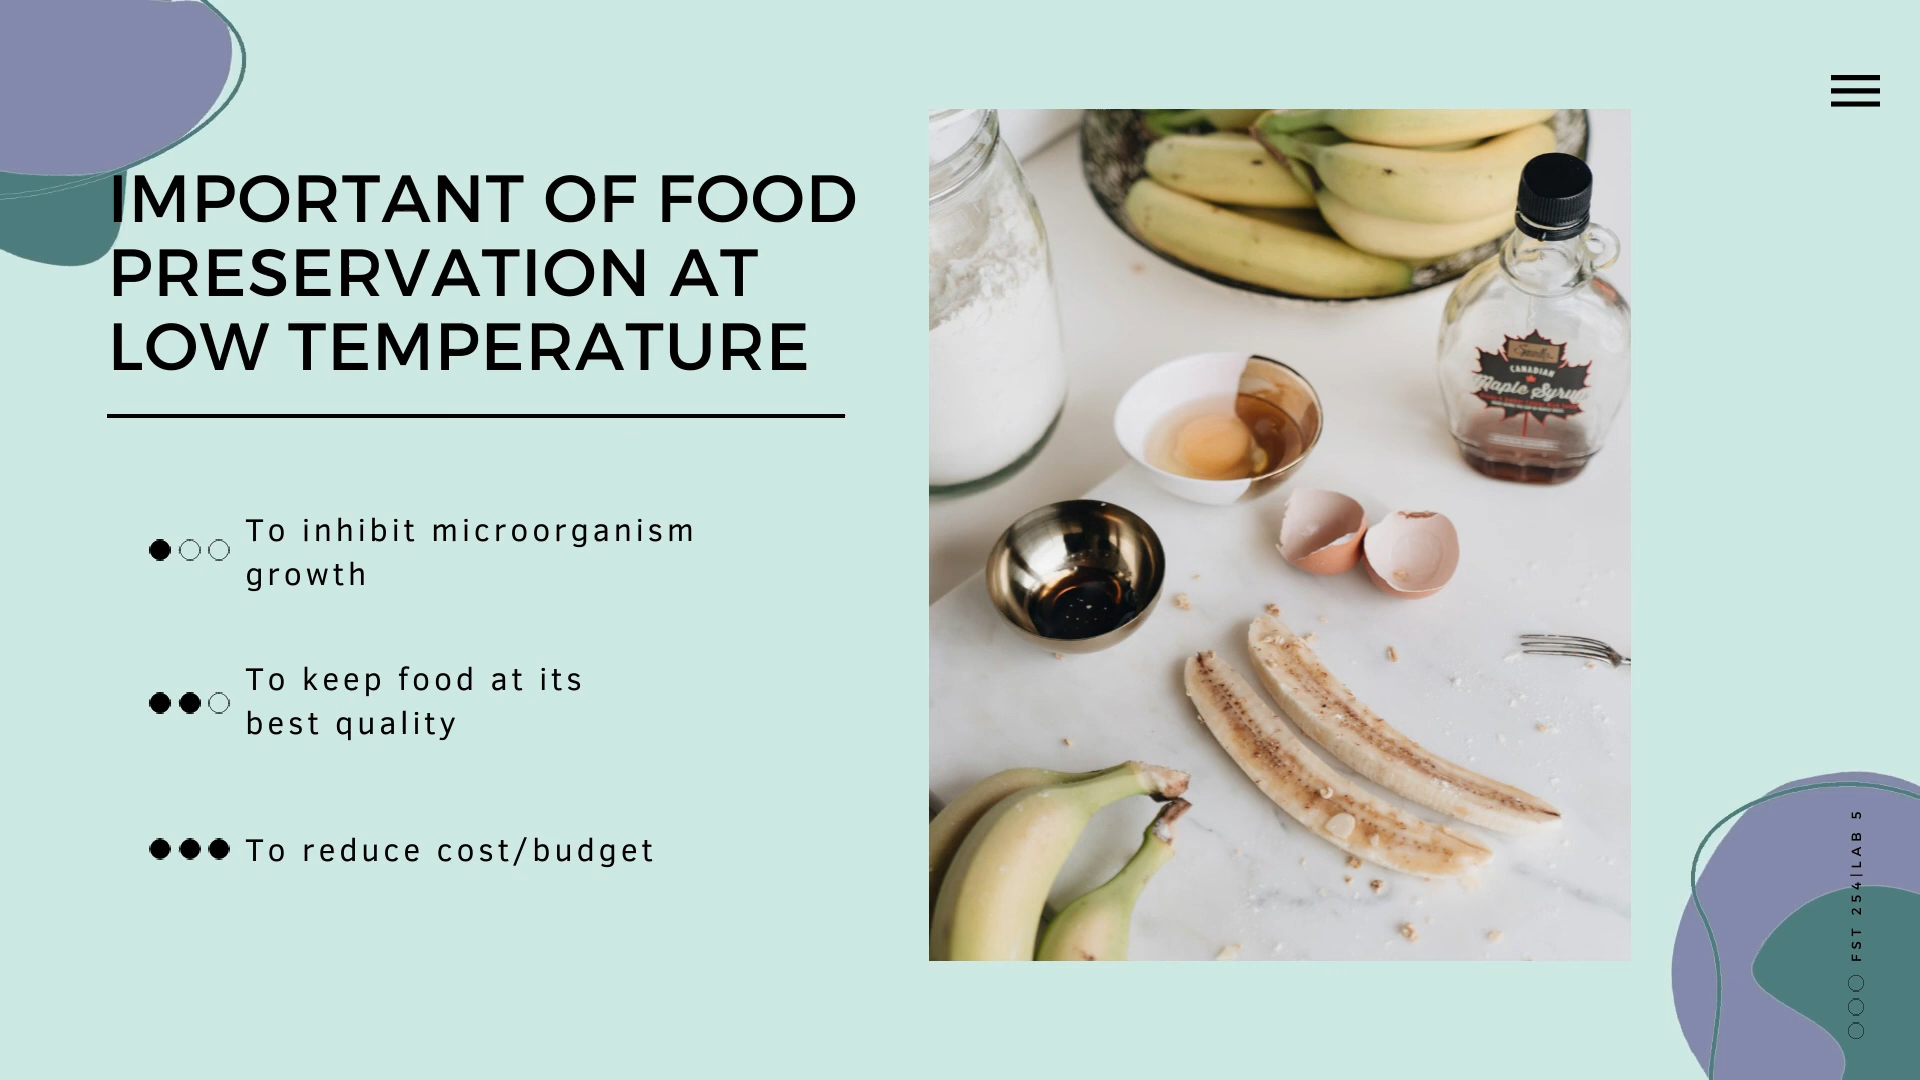 IMPORTANT OF FOOD
PRESERVATION AT
LOW TEMPERATURE
To inhibit microorganism
growth
To keep food at its
best quality
To reduce cost/budget
CANADIAN
Maple Syrup
FST 254|LAB 5